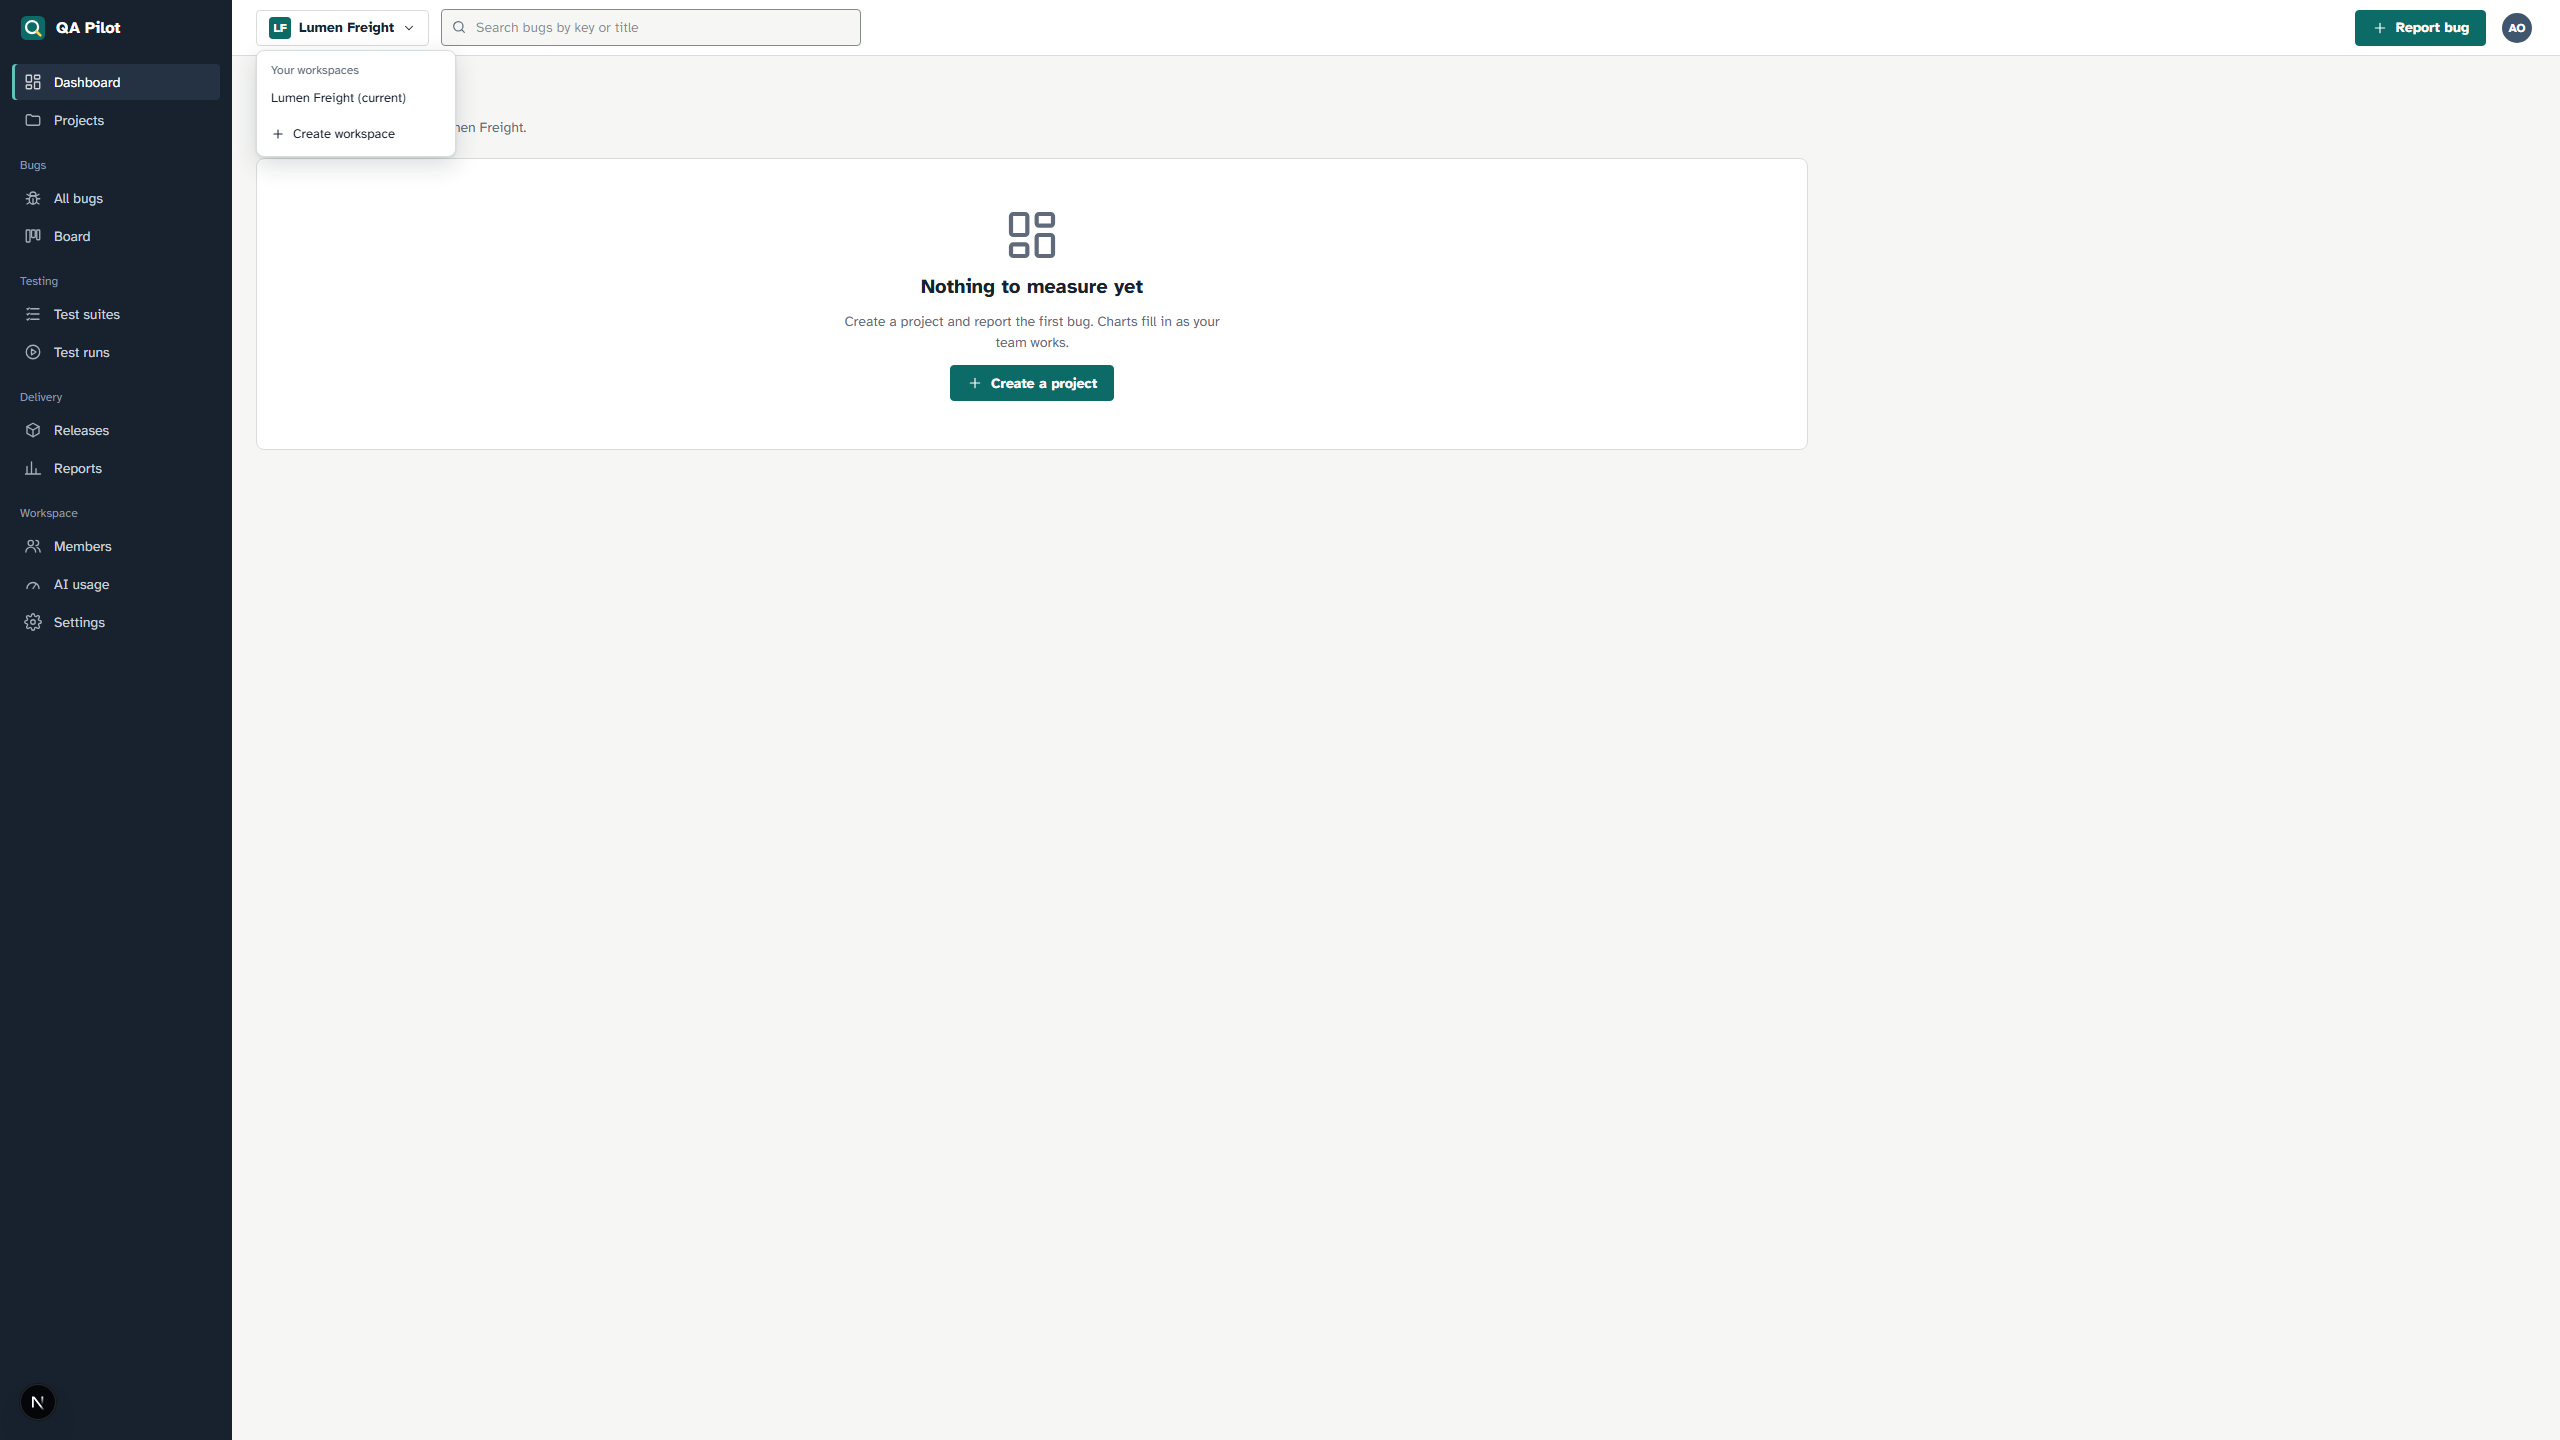 QA Pilot
LF Lumen Freight
Search bugs by key or title
Report bug
AO
Dashboard
Projects
Bugs
All bugs
Board
Testing
Test suites
Test runs
Delivery
Releases
Reports
Workspace
Members
AI usage
Settings
N
Your workspaces
Lumen Freight (current)
Create workspace
Freight.
Nothing to measure yet
Create a project and report the first bug. Charts fill in as your
team works.
Create a project